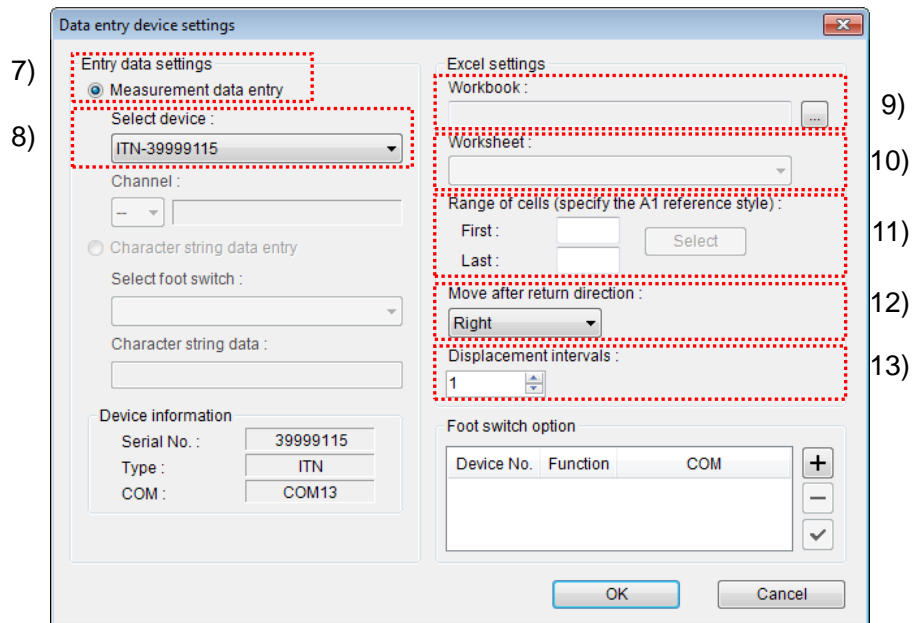 Data entry device settings
7)
Entry data settings
Measurement data entry
8)
Select device :
ITN-39999115
Channel :
--
Character string data entry
Select foot switch :
Character string data :
Device information
Serial No. : 39999115
Type : ITN
COM : COM13
Excel settings
Workbook :
...
9)
Worksheet :
10)
Range of cells (specify the A1 reference style) :
First :
Select
Last :
11)
Move after return direction :
Right
12)
Displacement intervals :
1
13)
Foot switch option
Device No. Function COM
OK Cancel